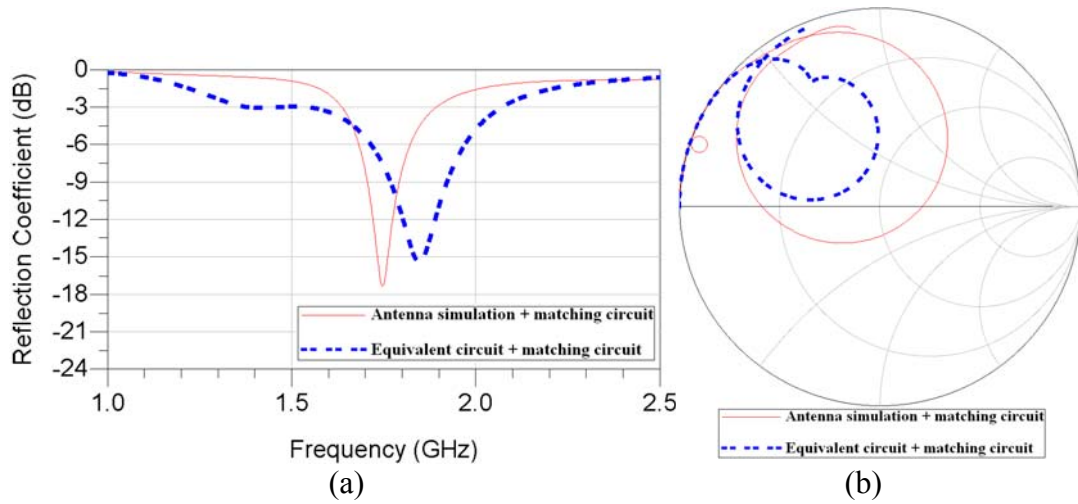 Reflection Coefficient (dB)
0
-3
-6
-9
-12
-15
-18
-21
-24
1.0 1.5 2.0 2.5
Frequency (GHz)
Antenna simulation + matching circuit
Equivalent circuit + matching circuit
(a)
Antenna simulation + matching circuit
Equivalent circuit + matching circuit
(b)